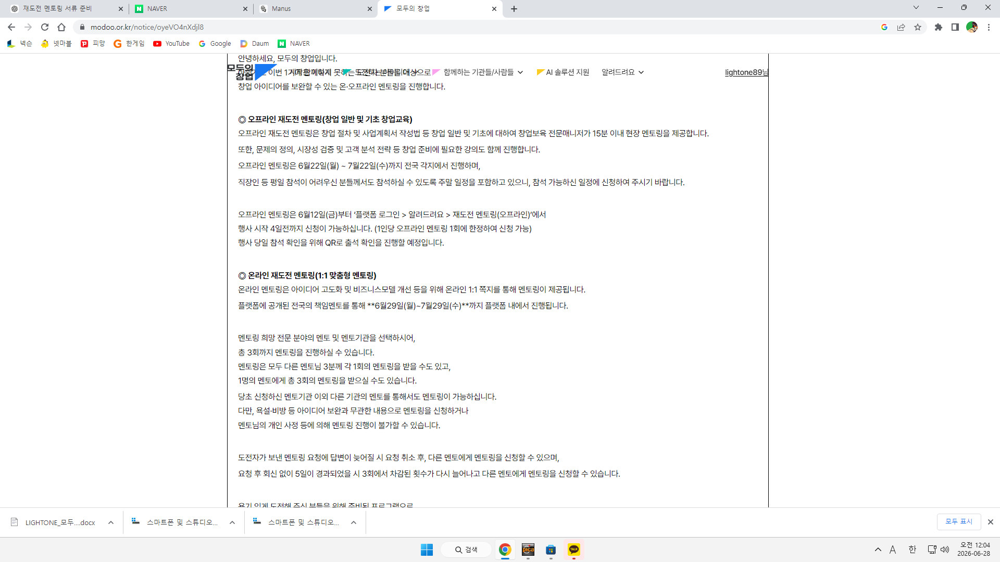 재도전 멘토링 서류 준비
NAVER
Manus
모두의 창업
modoo.or.kr/notice/oyeVO4nXdjl8
넥슨
넷마블
피망
한게임
YouTube
Google
Daum
NAVER
안녕하세요, 모두의 창업입니다.
모두의
창업
이번 1기에 함께하지 못하는 도전자 분들을 대상으로
함께하는 기관들/사람들
AI 솔루션 지원
알려드려요
lightone89님
창업 아이디어를 보완할 수 있는 온·오프라인 멘토링을 진행합니다.
◎ 오프라인 재도전 멘토링(창업 일반 및 기초 창업교육)
오프라인 재도전 멘토링은 창업 절차 및 사업계획서 작성법 등 창업 일반 및 기초에 대하여 창업보육 전문매니저가 15분 이내 현장 멘토링을 제공합니다.
또한, 문제의 정의, 시장성 검증 및 고객 분석 전략 등 창업 준비에 필요한 강의도 함께 진행합니다.
오프라인 멘토링은 6월22일(월) ~ 7월22일(수)까지 전국 각지에서 진행하며,
직장인 등 평일 참석이 어려우신 분들께서도 참석하실 수 있도록 주말 일정을 포함하고 있으니, 참석 가능하신 일정에 신청하여 주시기 바랍니다.
오프라인 멘토링은 6월12일(금)부터 ‘플랫폼 로그인 > 알려드려요 > 재도전 멘토링(오프라인)’에서
행사 시작 4일전까지 신청이 가능하십니다. (1인당 오프라인 멘토링 1회에 한정하여 신청 가능)
행사 당일 참석 확인을 위해 QR로 출석 확인을 진행할 예정입니다.
◎ 온라인 재도전 멘토링(1:1 맞춤형 멘토링)
온라인 멘토링은 아이디어 고도화 및 비즈니스모델 개선 등을 위해 온라인 1:1 쪽지를 통해 멘토링이 제공됩니다.
플랫폼에 공개된 전국의 책임멘토를 통해 **6월29일(월)~7월29일(수)**까지 플랫폼 내에서 진행됩니다.
멘토링 희망 전문 분야의 멘토 및 멘토기관을 선택하시어,
총 3회까지 멘토링을 진행하실 수 있습니다.
멘토링은 모두 다른 멘토님 3분께 각 1회의 멘토링을 받을 수도 있고,
1명의 멘토에게 총 3회의 멘토링을 받으실 수도 있습니다.
당초 신청하신 멘토기관 이외 다른 기관의 멘토를 통해서도 멘토링이 가능하십니다.
다만, 욕설·비방 등 아이디어 보완과 무관한 내용으로 멘토링을 신청하거나
멘토님의 개인 사정 등에 의해 멘토링 진행이 불가할 수 있습니다.
도전자가 보낸 멘토링 요청에 답변이 늦어질 시 요청 취소 후, 다른 멘토에게 멘토링을 신청할 수 있으며,
요청 후 회신 없이 5일이 경과되었을 시 3회에서 차감된 횟수가 다시 늘어나고 다른 멘토에게 멘토링을 신청할 수 있습니다.
용기 있게 도전해 주신 분들을 위해 준비된 프로그램으로
LIGHTONE_모두....docx
스마트폰 및 스튜디오...
스마트폰 및 스튜디오...
모두 표시
검색
pica
TALK
A
한
오전 12:04
2026-06-28